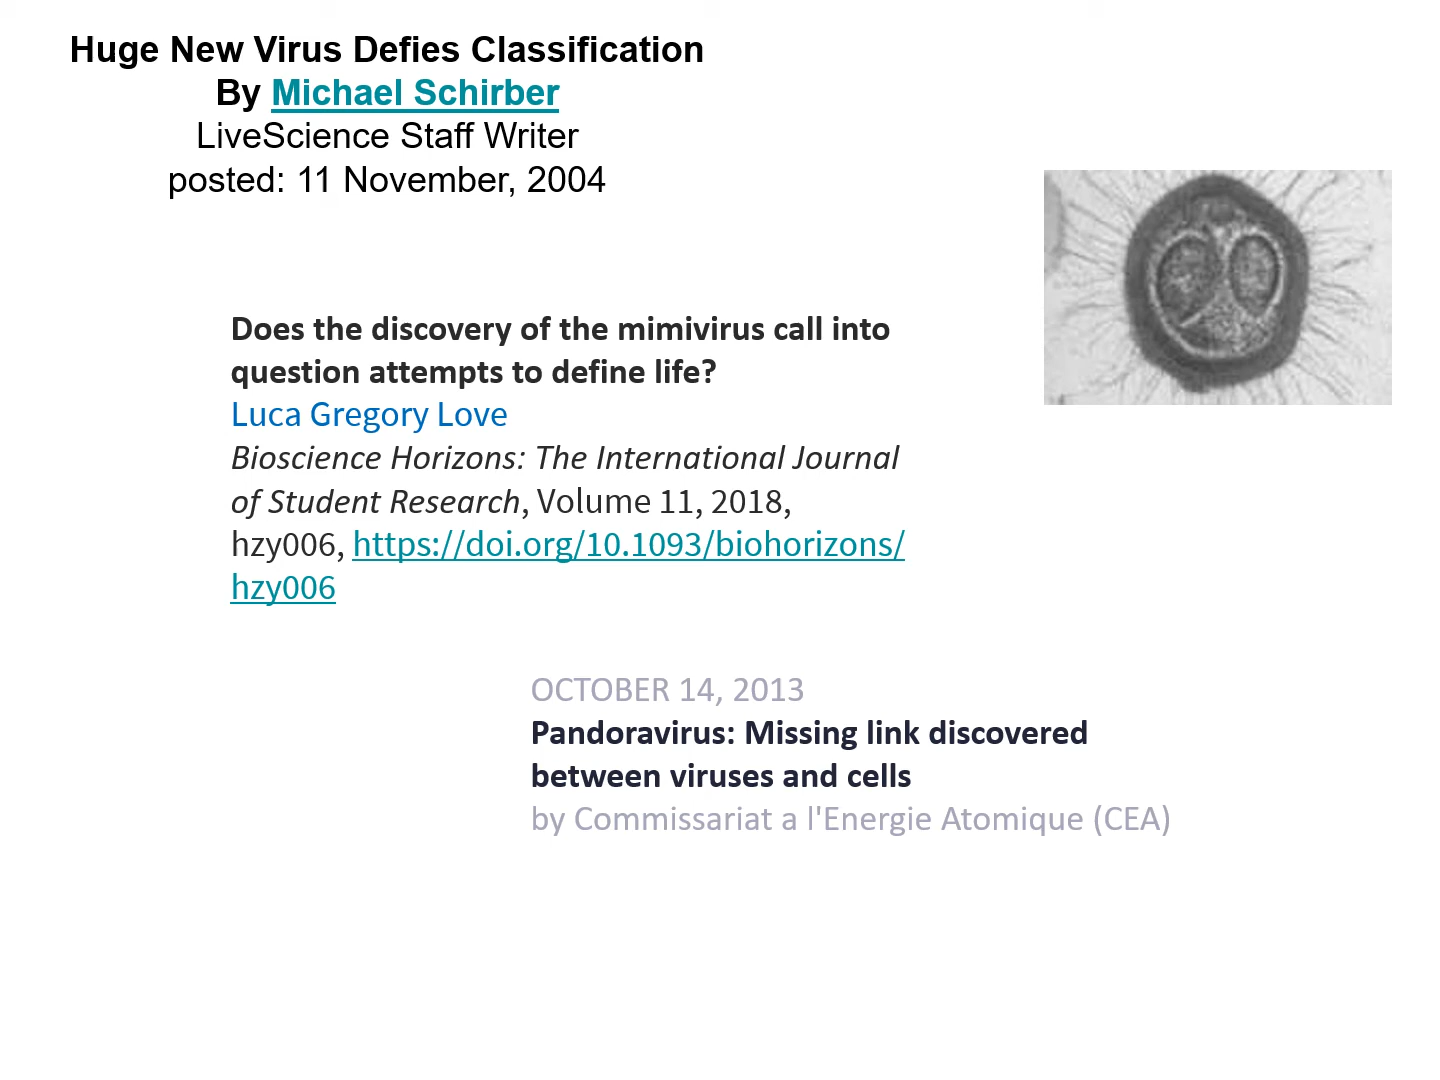 Huge New Virus Defies Classification
By Michael Schirber
LiveScience Staff Writer
posted: 11 November, 2004
Does the discovery of the mimivirus call into
question attempts to define life?
Luca Gregory Love
Bioscience Horizons: The International Journal
of Student Research, Volume 11, 2018,
hzy006, https://doi.org/10.1093/biohorizons/
hzy006
OCTOBER 14, 2013
Pandoravirus: Missing link discovered
between viruses and cells
by Commissariat a l'Energie Atomique (CEA)